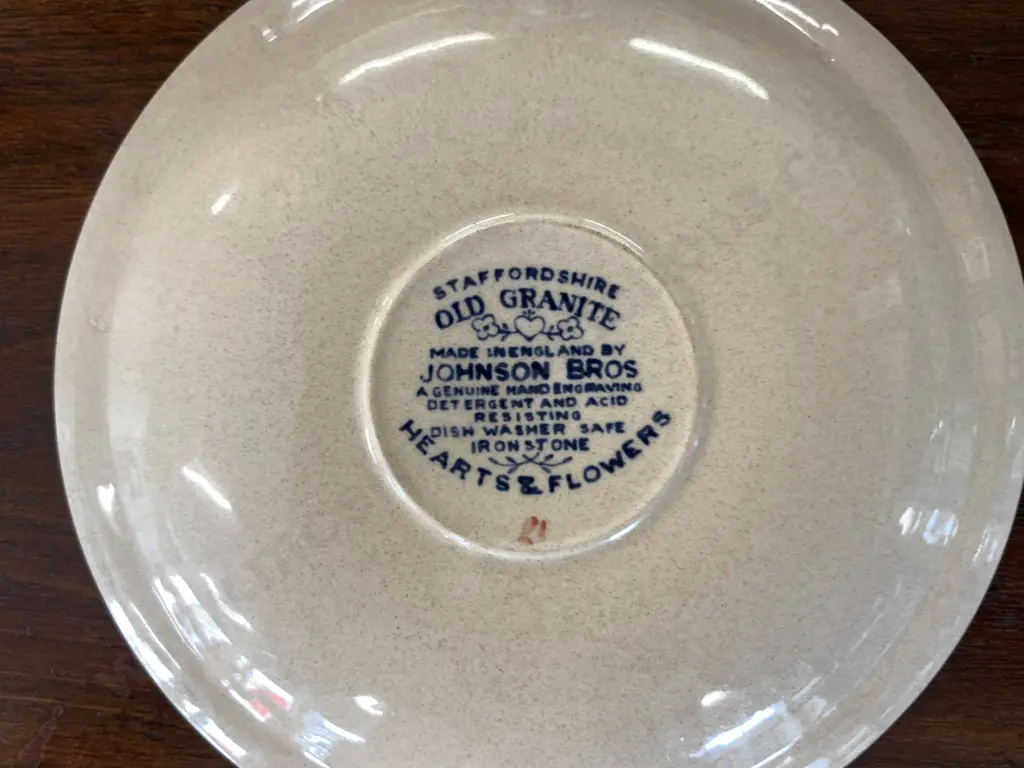 STAFFORDSHIRE
OLD GRANITE
MADE IN ENGLAND BY
JOHNSON BROS
A GENUINE HAND ENGRAVING
DETERGENT AND ACID
RESISTING
DISH WASHER SAFE
IRONSTONE
HEARTS & FLOWERS